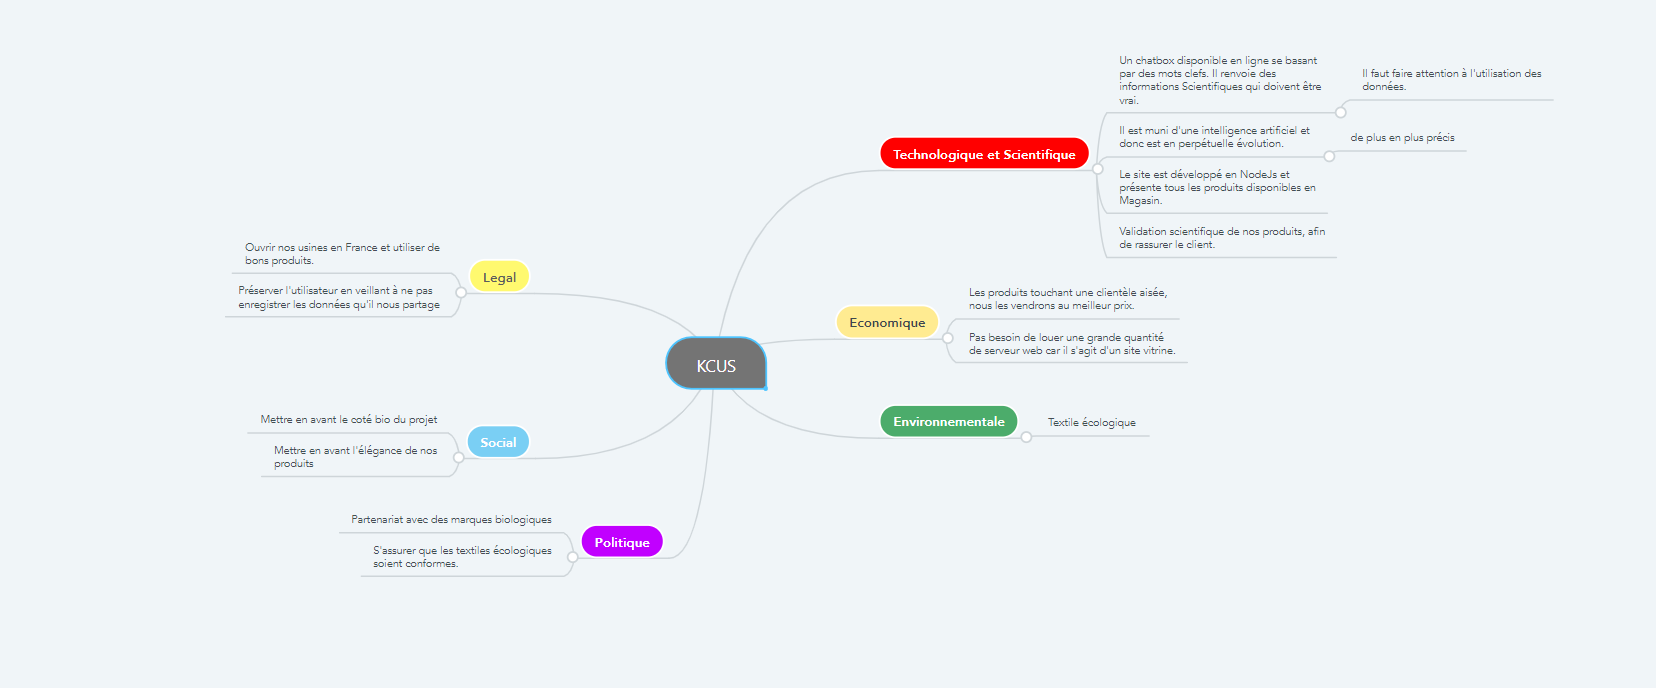 KCUS
Technologique et Scientifique
Un chatbox disponible en ligne se basant
par des mots clefs. Il renvoie des
informations Scientifiques qui doivent être
vrai.
Il faut faire attention à l'utilisation des
données.
Il est muni d'une intelligence artificiel et
donc est en perpétuelle évolution.
de plus en plus précis
Le site est développé en NodeJs et
présente tous les produits disponibles en
Magasin.
Validation scientifique de nos produits, afin
de rassurer le client.
Economique
Les produits touchant une clientèle aisée,
nous les vendrons au meilleur prix.
Pas besoin de louer une grande quantité
de serveur web car il s'agit d'un site vitrine.
Environnementale
Textile écologique
Legal
Ouvrir nos usines en France et utiliser de
bons produits.
Préserver l'utilisateur en veillant à ne pas
enregistrer les données qu'il nous partage
Social
Mettre en avant le coté bio du projet
Mettre en avant l'élégance de nos
produits
Politique
Partenariat avec des marques biologiques
S'assurer que les textiles écologiques
soient conformes.